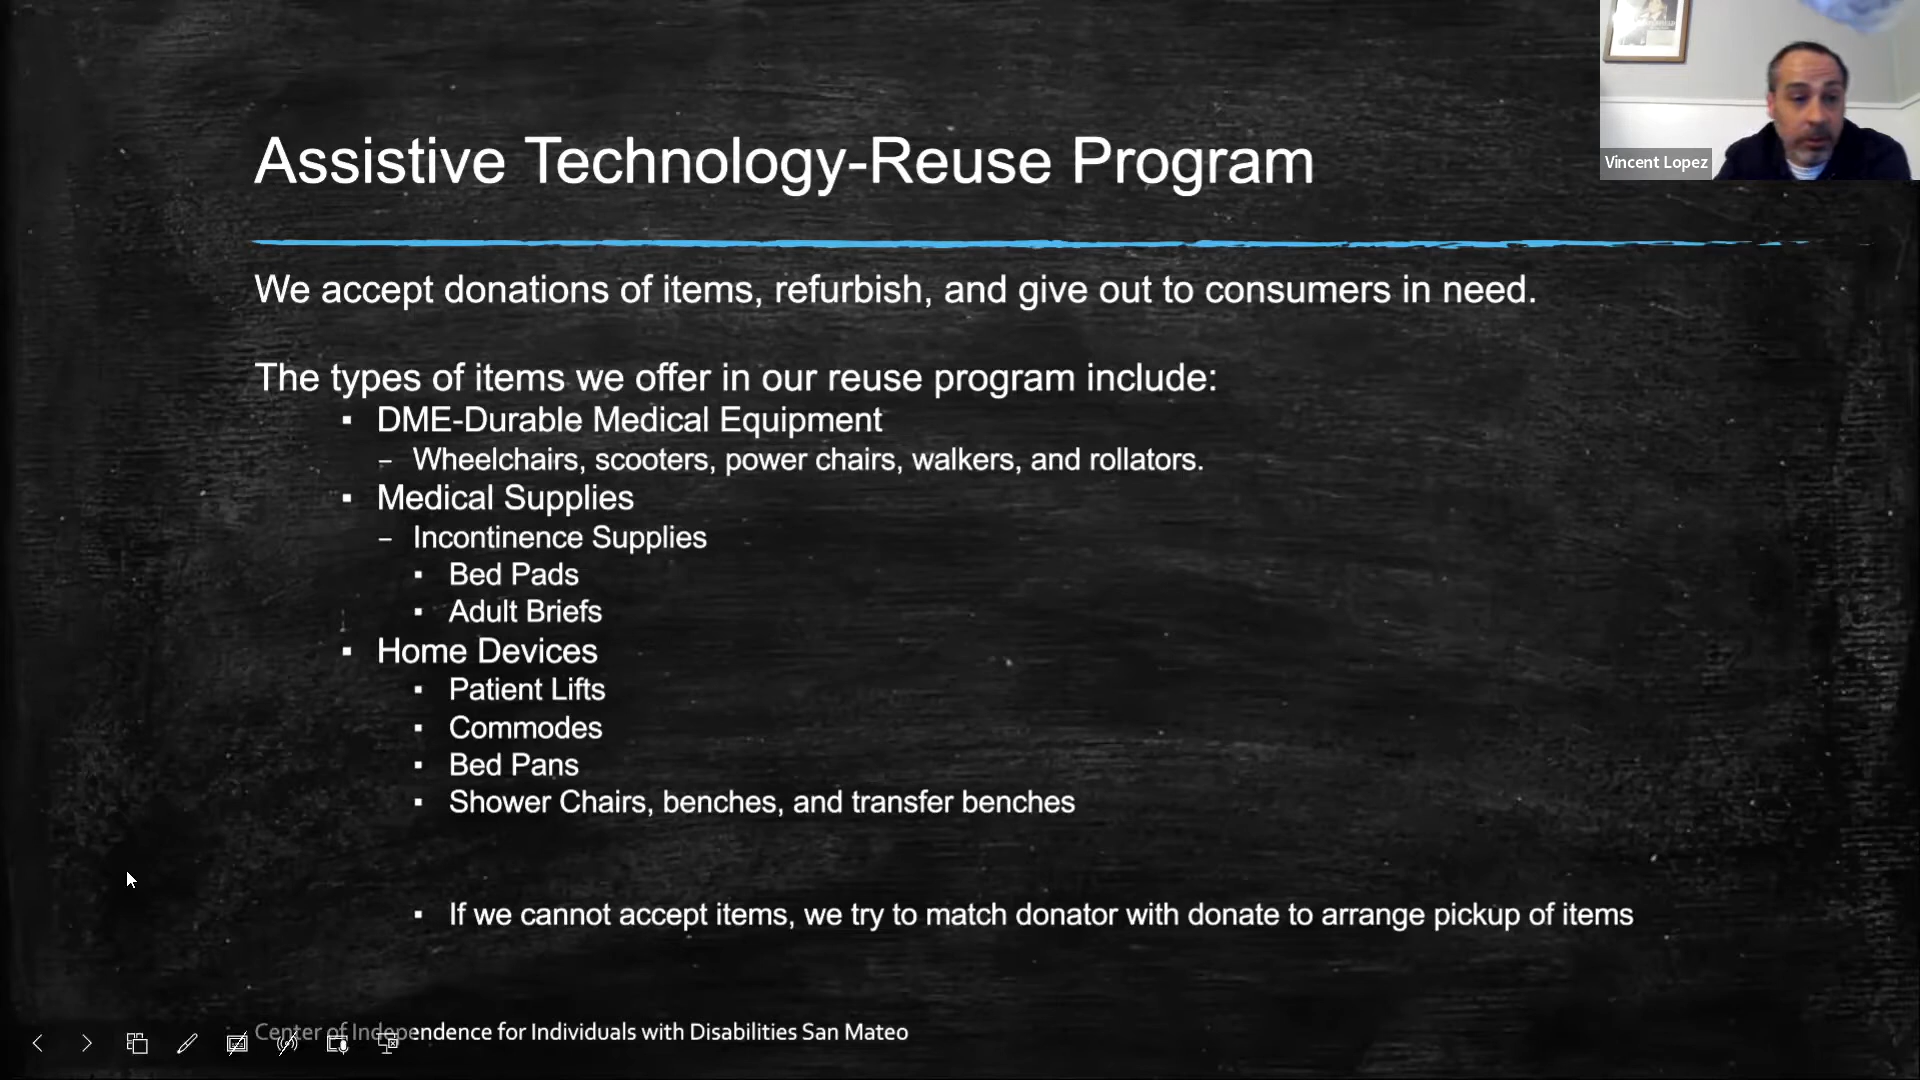 Assistive Technology-Reuse Program
Vincent Lopez
We accept donations of items, refurbish, and give out to consumers in need.
The types of items we offer in our reuse program include:
▪ DME-Durable Medical Equipment
– Wheelchairs, scooters, power chairs, walkers, and rollators.
▪ Medical Supplies
– Incontinence Supplies
▪ Bed Pads
▪ Adult Briefs
▪ Home Devices
▪ Patient Lifts
▪ Commodes
▪ Bed Pans
▪ Shower Chairs, benches, and transfer benches
▪ If we cannot accept items, we try to match donator with donate to arrange pickup of items
Center of Independence for Individuals with Disabilities San Mateo